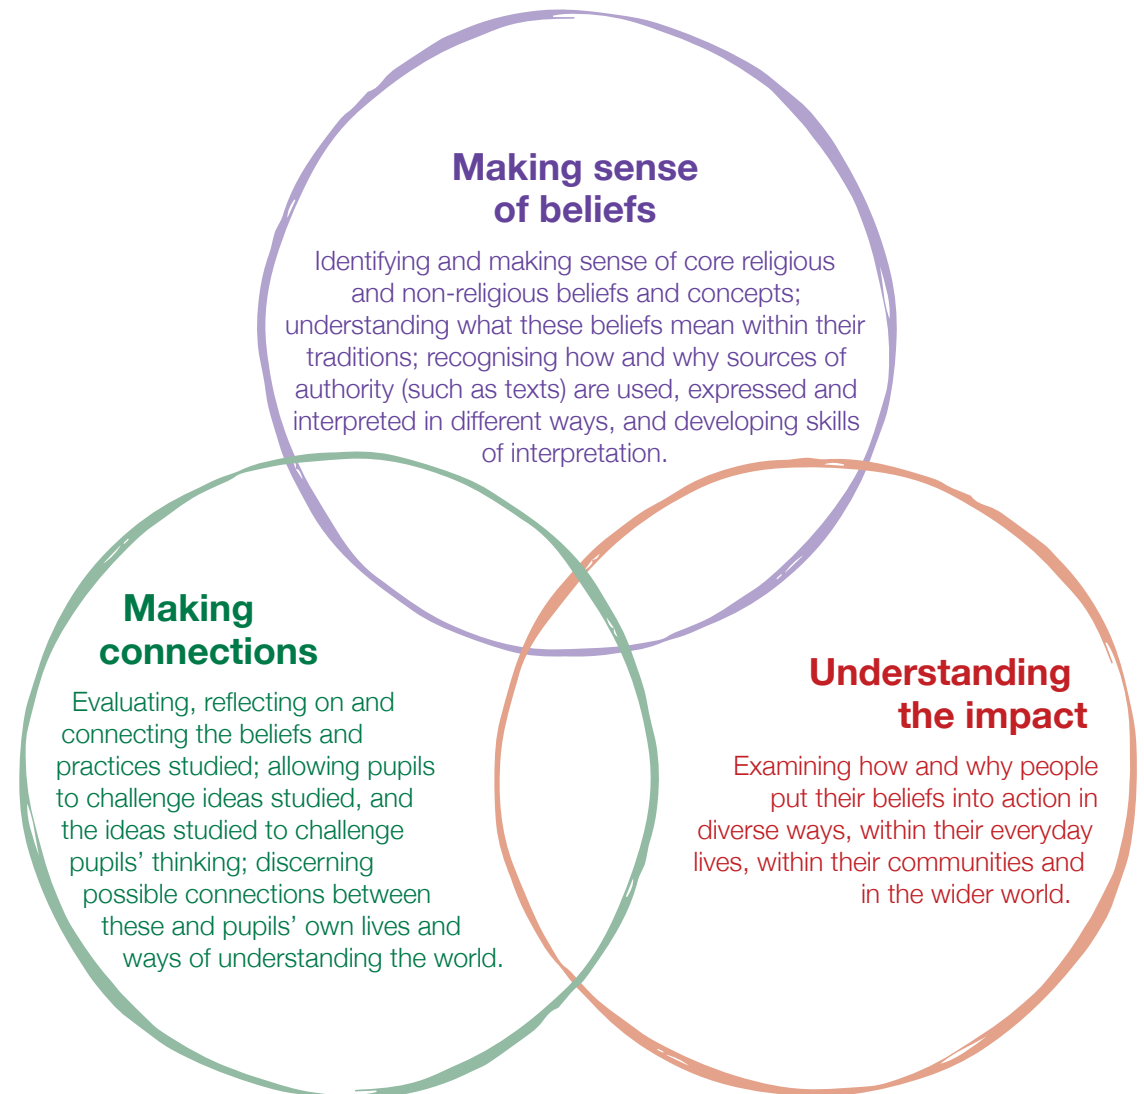 Making sense
of beliefs
Identifying and making sense of core religious
and non-religious beliefs and concepts;
understanding what these beliefs mean within their
traditions; recognising how and why sources of
authority (such as texts) are used, expressed and
interpreted in different ways, and developing skills
of interpretation.
Making
connections
Evaluating, reflecting on and
connecting the beliefs and
practices studied; allowing pupils
to challenge ideas studied, and
the ideas studied to challenge
pupils’ thinking; discerning
possible connections between
these and pupils’ own lives and
ways of understanding the world.
Understanding
the impact
Examining how and why people
put their beliefs into action in
diverse ways, within their everyday
lives, within their communities and
in the wider world.